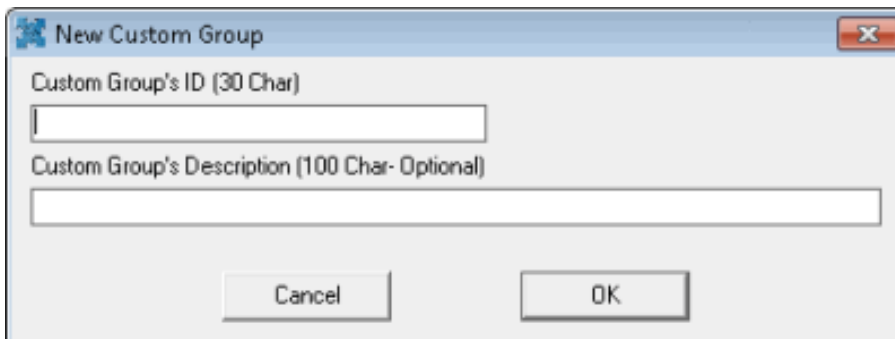 New Custom Group
Custom Group's ID (30 Char)
Custom Group's Description (100 Char- Optional)
Cancel OK